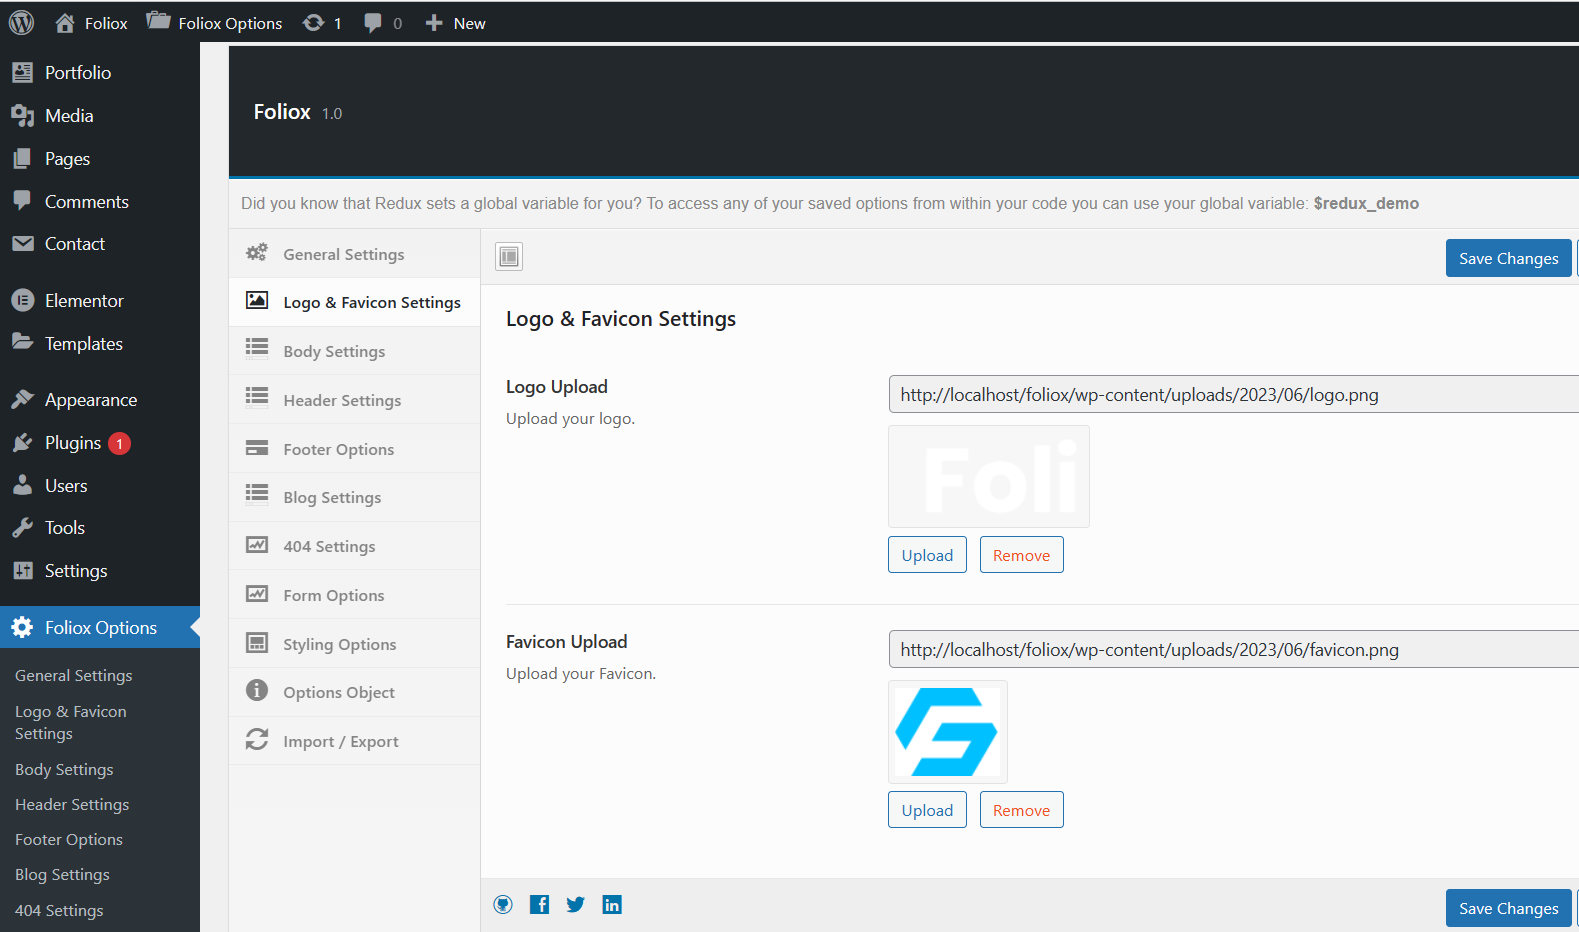 Foliox
Foliox Options
1
0
New
Portfolio
Media
Pages
Comments
Contact
Elementor
Templates
Appearance
Plugins 1
Users
Tools
Settings
Foliox Options
General Settings
Logo & Favicon
Settings
Body Settings
Header Settings
Footer Options
Blog Settings
404 Settings
Foliox 1.0
Did you know that Redux sets a global variable for you? To access any of your saved options from within your code you can use your global variable: $redux_demo
General Settings
Logo & Favicon Settings
Body Settings
Header Settings
Footer Options
Blog Settings
404 Settings
Form Options
Styling Options
Options Object
Import / Export
Save Changes
Logo & Favicon Settings
Logo Upload
Upload your logo.
http://localhost/foliox/wp-content/uploads/2023/06/logo.png
Foli
Upload
Remove
Favicon Upload
Upload your Favicon.
http://localhost/foliox/wp-content/uploads/2023/06/favicon.png
Upload
Remove
Save Changes